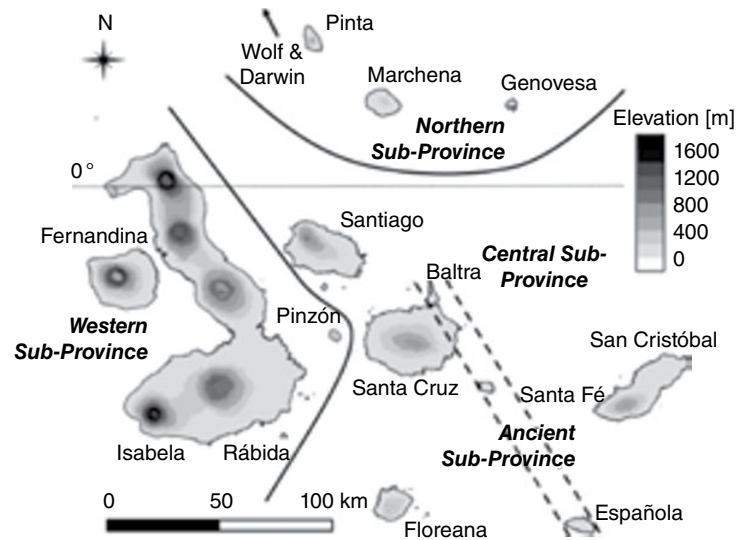 N
Pinta
Wolf &
Darwin
Marchena
Genovesa
Northern
Sub-Province
Elevation [m]
1600
1200
800
400
0
0°
Santiago
Fernandina
Central Sub-
Province
Baltra
Pinzón
Western
Sub-Province
San Cristóbal
Santa Cruz
Santa Fé
Ancient
Sub-Province
Isabela
Rábida
0 50 100 km
Española
Floreana